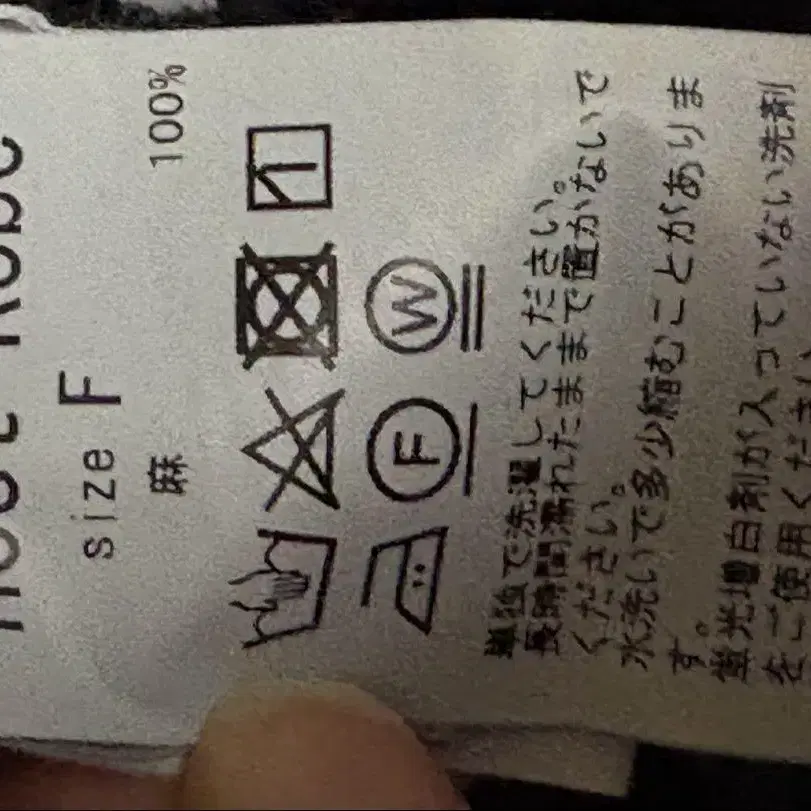 size F
麻 100%
F W
単独で洗濯してください。
長時間濡れたままで置かないで
ください。
水洗いで多少縮むことがありま
す。
蛍光増白剤が入っていない洗剤
をご使用ください